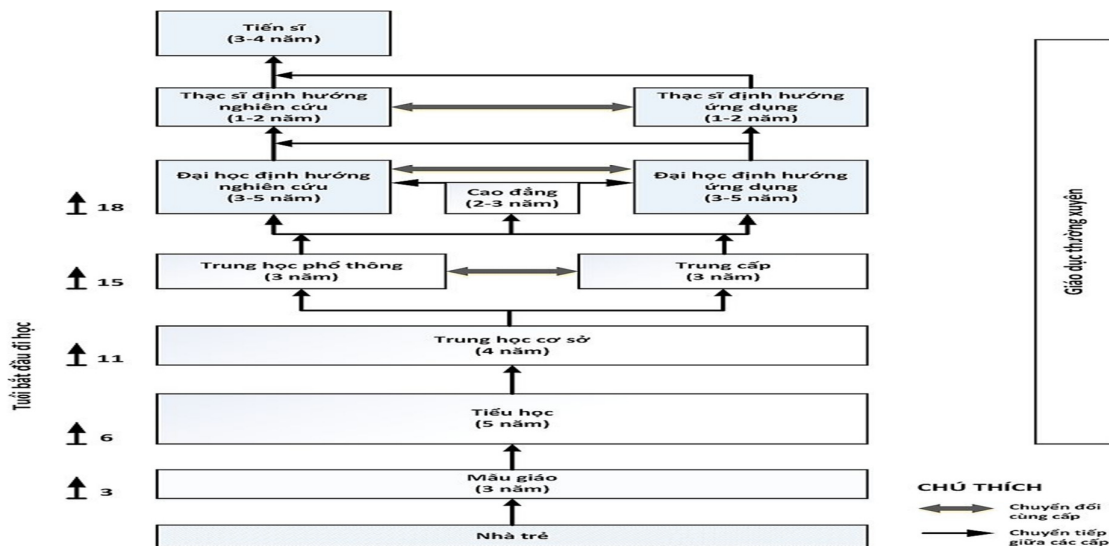 Tiến sĩ
(3-4 năm)
Thạc sĩ định hướng
nghiên cứu
(1-2 năm)
Thạc sĩ định hướng
ứng dụng
(1-2 năm)
Đại học định hướng
nghiên cứu
(3-5 năm)
Cao đẳng
(2-3 năm)
Đại học định hướng
ứng dụng
(3-5 năm)
18
Trung học phổ thông
(3 năm)
Trung cấp
(3 năm)
15
Trung học cơ sở
(4 năm)
11
Tiểu học
(5 năm)
6
Mẫu giáo
(3 năm)
3
Nhà trẻ
Tuổi bắt đầu đi học
Giáo dục thường xuyên
CHÚ THÍCH
Chuyển đổi
cùng cấp
Chuyển tiếp
giữa các cấp